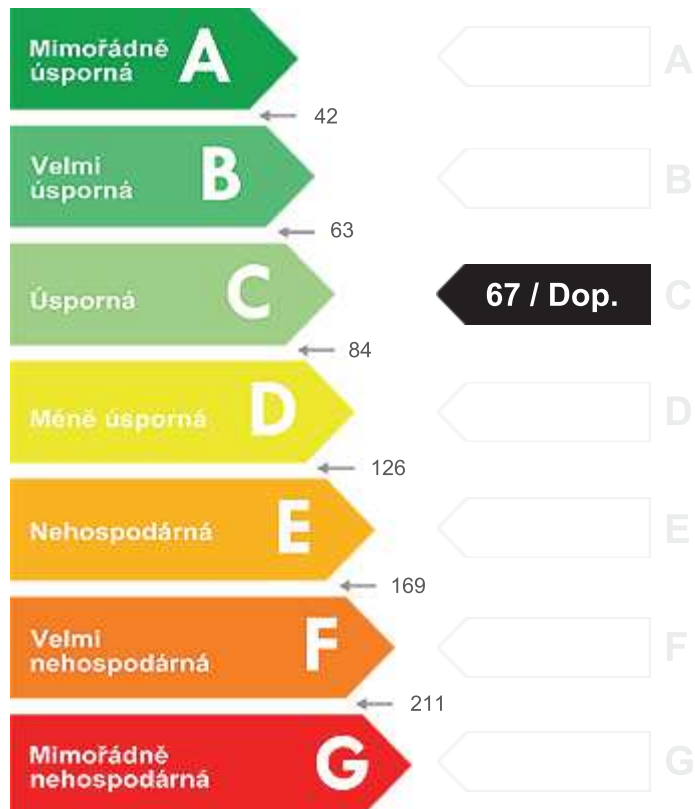 Mimořádně
úsporná
A
A
42
Velmi
úsporná
B
B
63
Úsporná
C
67 / Dop.
C
84
Méně úsporná
D
D
126
Nehospodárná
E
E
169
Velmi
nehospodárná
F
F
211
Mimořádně
nehospodárná
G
G